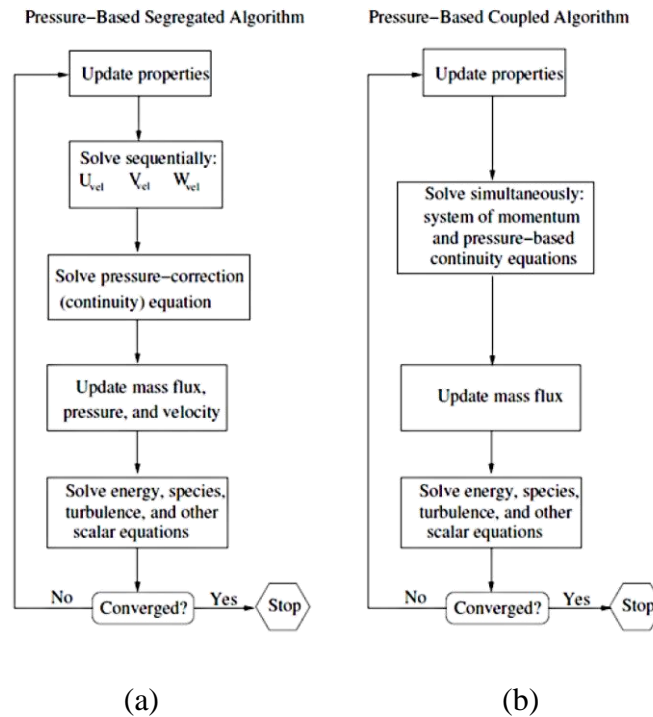 Pressure-Based Segregated Algorithm
Update properties
Solve sequentially:
U_vel V_vel W_vel
Solve pressure-correction
(continuity) equation
Update mass flux,
pressure, and velocity
Solve energy, species,
turbulence, and other
scalar equations
No
Converged?
Yes
Stop
(a)
Pressure-Based Coupled Algorithm
Update properties
Solve simultaneously:
system of momentum
and pressure-based
continuity equations
Update mass flux
Solve energy, species,
turbulence, and other
scalar equations
No
Converged?
Yes
Stop
(b)